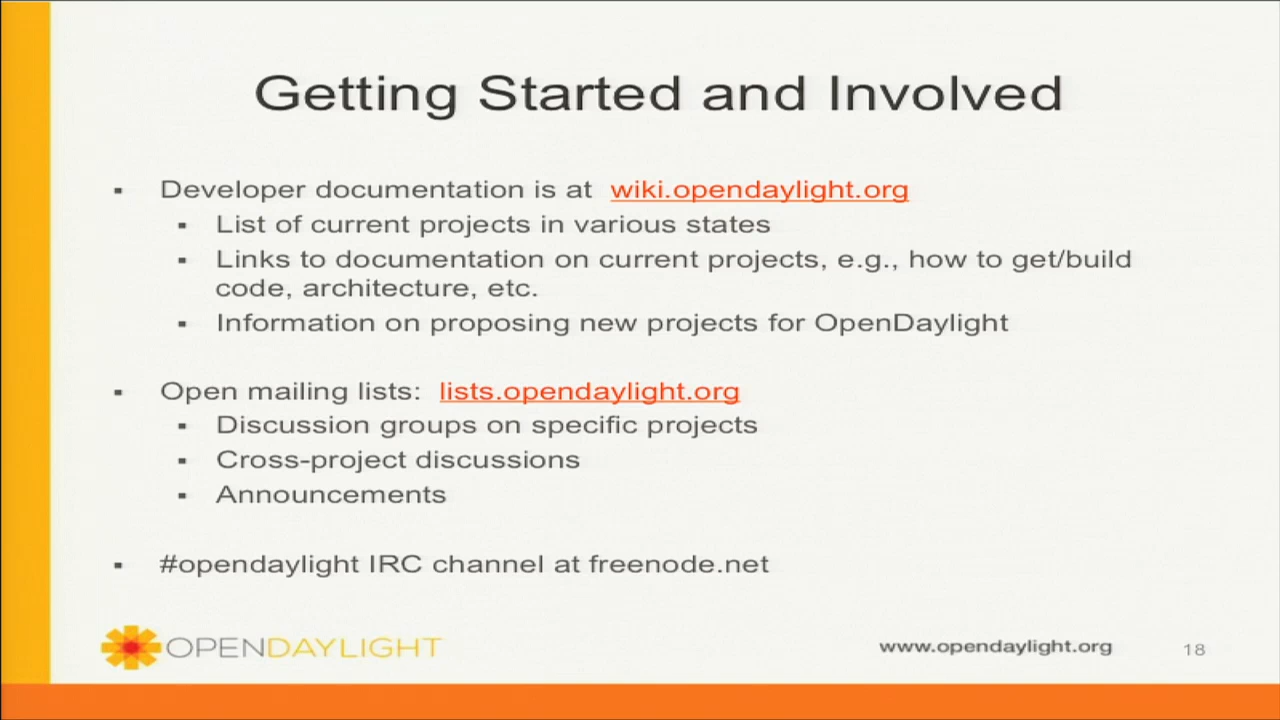 Getting Started and Involved
▪ Developer documentation is at wiki.opendaylight.org
▪ List of current projects in various states
▪ Links to documentation on current projects, e.g., how to get/build
code, architecture, etc.
▪ Information on proposing new projects for OpenDaylight
▪ Open mailing lists: lists.opendaylight.org
▪ Discussion groups on specific projects
▪ Cross-project discussions
▪ Announcements
▪ #opendaylight IRC channel at freenode.net
OPENDAYLIGHT
www.opendaylight.org
18